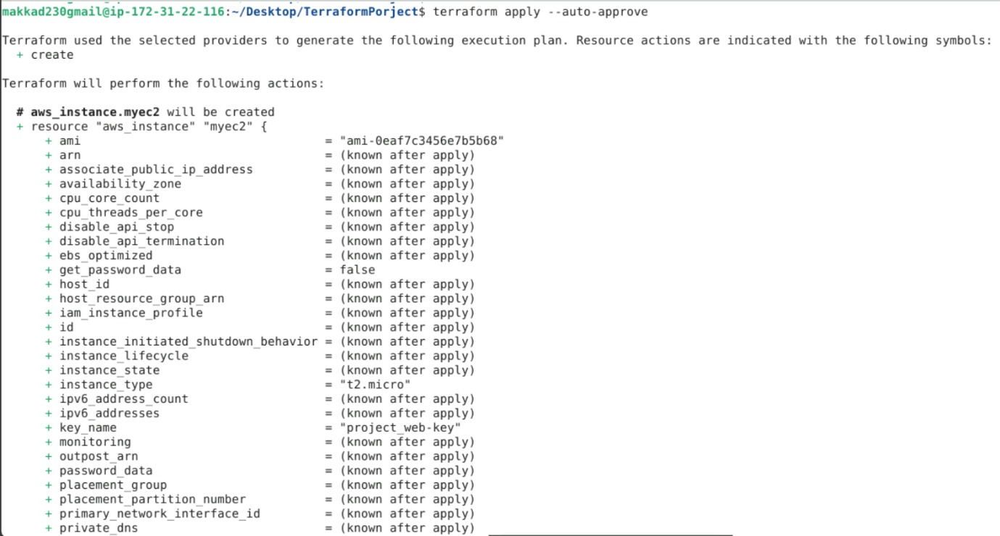 makkad230gmail@ip-172-31-22-116:~/Desktop/TerraformPorject$ terraform apply --auto-approve
Terraform used the selected providers to generate the following execution plan. Resource actions are indicated with the following symbols:
+ create
Terraform will perform the following actions:
# aws_instance.myec2 will be created
+ resource "aws_instance" "myec2" {
+ ami = "ami-0eaf7c3456e7b5b68"
+ arn = (known after apply)
+ associate_public_ip_address = (known after apply)
+ availability_zone = (known after apply)
+ cpu_core_count = (known after apply)
+ cpu_threads_per_core = (known after apply)
+ disable_api_stop = (known after apply)
+ disable_api_termination = (known after apply)
+ ebs_optimized = (known after apply)
+ get_password_data = false
+ host_id = (known after apply)
+ host_resource_group_arn = (known after apply)
+ iam_instance_profile = (known after apply)
+ id = (known after apply)
+ instance_initiated_shutdown_behavior = (known after apply)
+ instance_lifecycle = (known after apply)
+ instance_state = (known after apply)
+ instance_type = "t2.micro"
+ ipv6_address_count = (known after apply)
+ ipv6_addresses = (known after apply)
+ key_name = "project_web-key"
+ monitoring = (known after apply)
+ outpost_arn = (known after apply)
+ password_data = (known after apply)
+ placement_group = (known after apply)
+ placement_partition_number = (known after apply)
+ primary_network_interface_id = (known after apply)
+ private_dns = (known after apply)